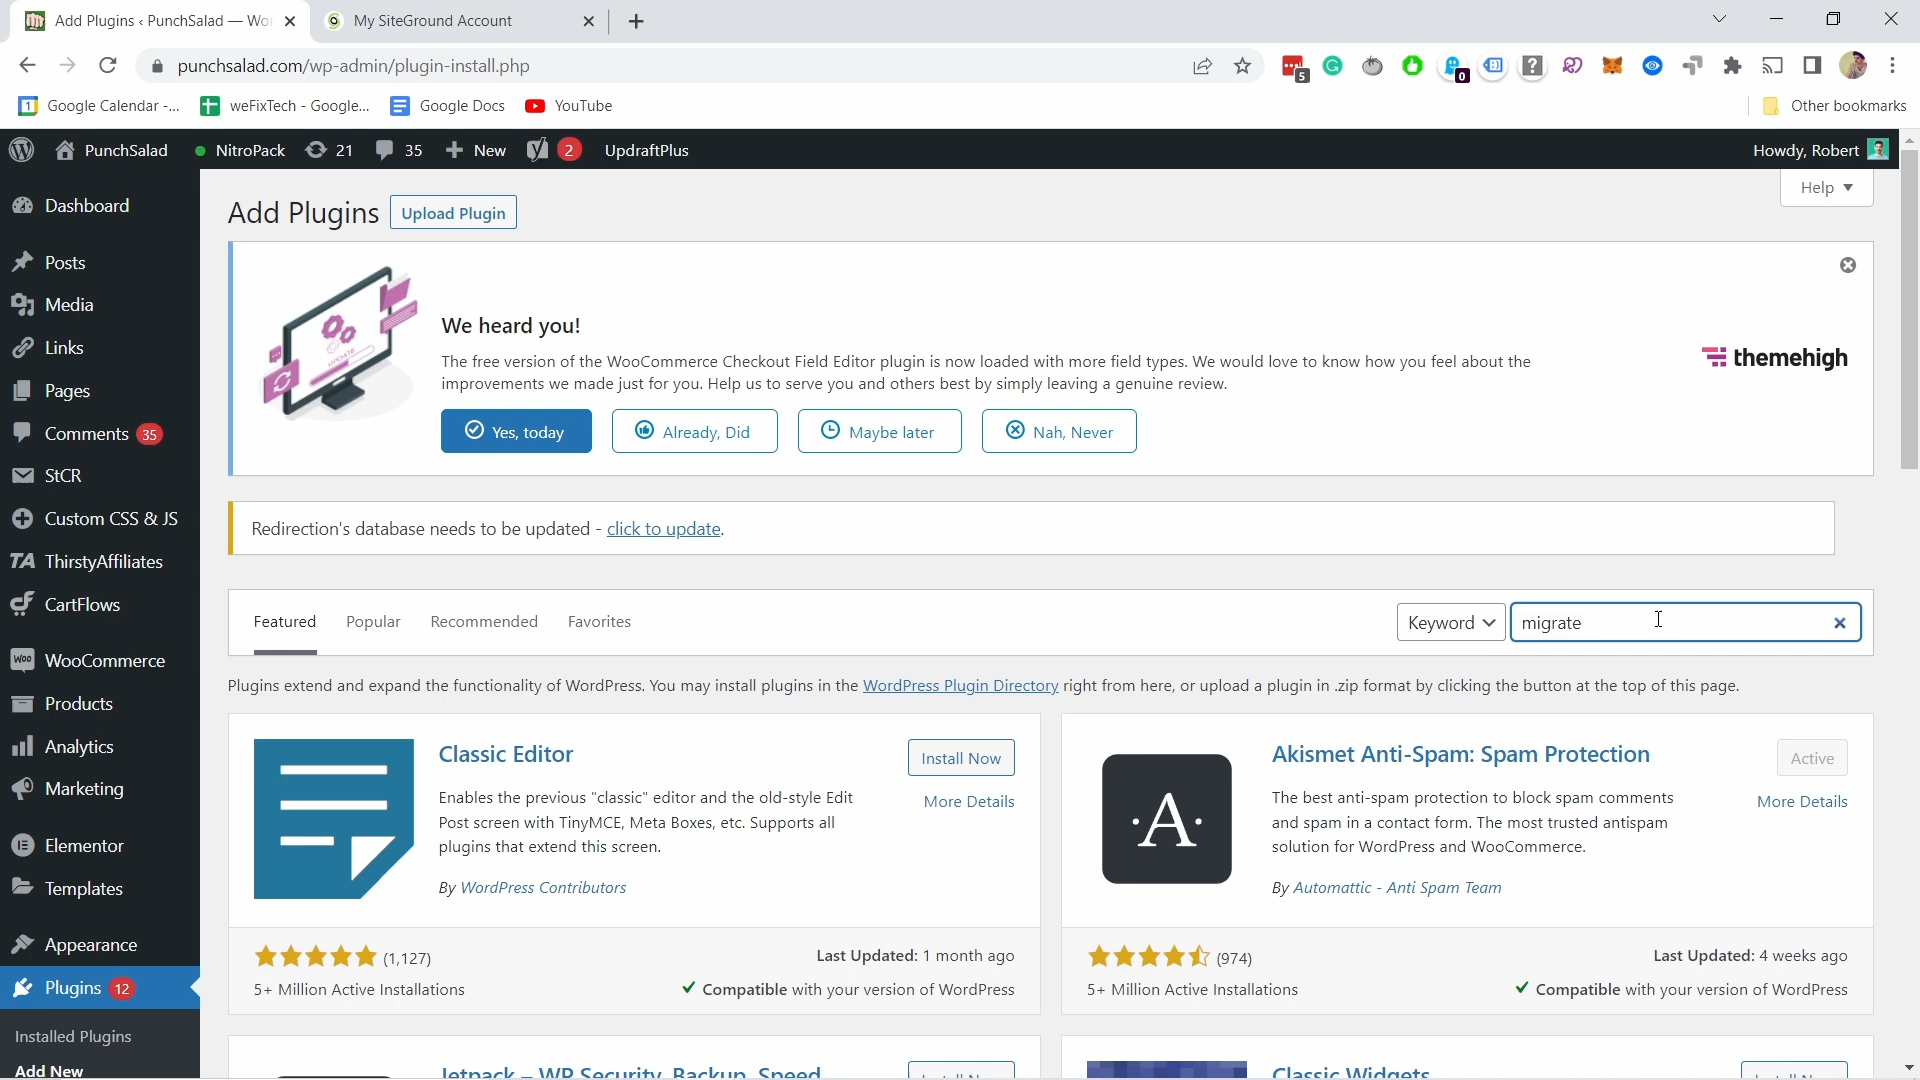 Add Plugins ‹ PunchSalad — Wor
My SiteGround Account
punchsalad.com/wp-admin/plugin-install.php
5
0
Google Calendar -...
weFixTech - Google...
Google Docs
YouTube
Other bookmarks
PunchSalad
NitroPack
21
35
New
2
UpdraftPlus
Howdy, Robert
Dashboard
Posts
Media
Links
Pages
Comments 35
StCR
Custom CSS & JS
TA ThirstyAffiliates
CartFlows
WooCommerce
Products
Analytics
Marketing
Elementor
Templates
Appearance
Plugins 12
Installed Plugins
Add New
Help
Add Plugins
Upload Plugin
UPDATE
We heard you!
The free version of the WooCommerce Checkout Field Editor plugin is now loaded with more field types. We would love to know how you feel about the
improvements we made just for you. Help us to serve you and others best by simply leaving a genuine review.
Yes, today
Already, Did
Maybe later
Nah, Never
themehigh
Redirection's database needs to be updated - click to update.
Featured
Popular
Recommended
Favorites
Keyword
migrate
Plugins extend and expand the functionality of WordPress. You may install plugins in the WordPress Plugin Directory right from here, or upload a plugin in .zip format by clicking the button at the top of this page.
Classic Editor
Install Now
More Details
Enables the previous "classic" editor and the old-style Edit
Post screen with TinyMCE, Meta Boxes, etc. Supports all
plugins that extend this screen.
By WordPress Contributors
(1,127)
5+ Million Active Installations
Last Updated: 1 month ago
Compatible with your version of WordPress
·A·
Akismet Anti-Spam: Spam Protection
Active
More Details
The best anti-spam protection to block spam comments
and spam in a contact form. The most trusted antispam
solution for WordPress and WooCommerce.
By Automattic - Anti Spam Team
(974)
5+ Million Active Installations
Last Updated: 4 weeks ago
Compatible with your version of WordPress
Jetpack – WP Security, Backup, Speed
Classic Widgets